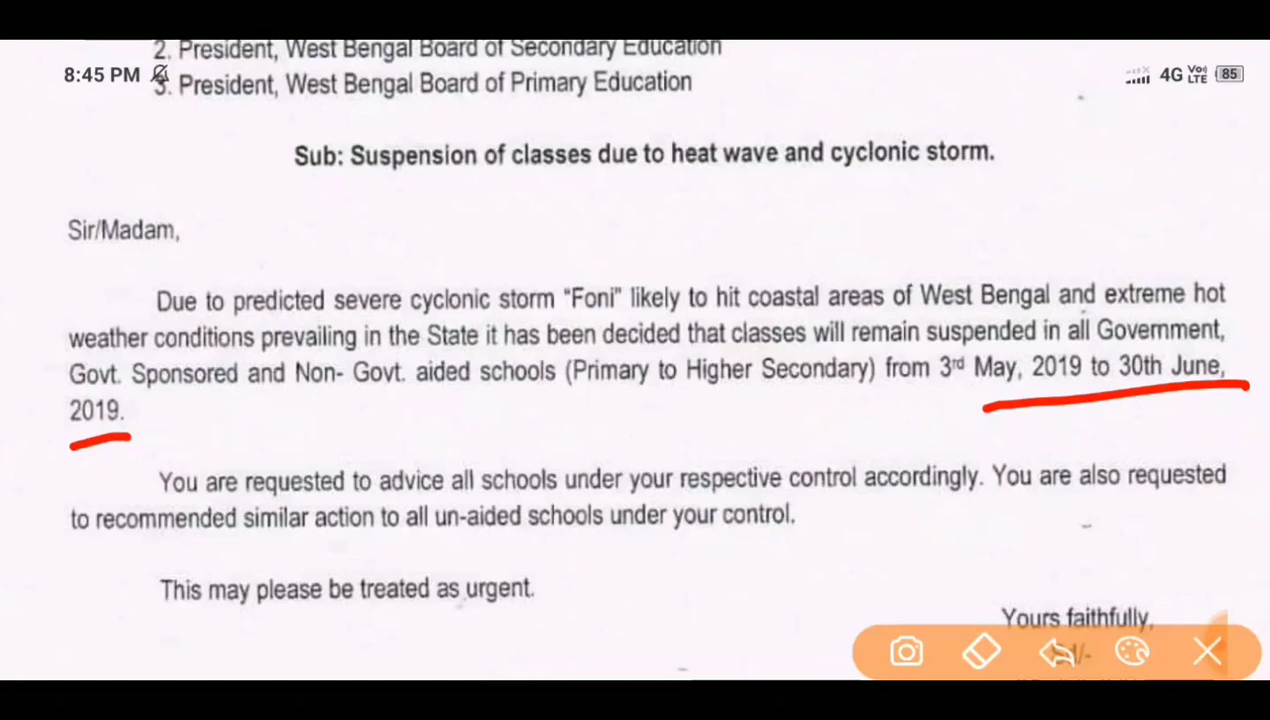 2. President, West Bengal Board of Secondary Education
8:45 PM
4G Vo) LTE 85
3. President, West Bengal Board of Primary Education
Sub: Suspension of classes due to heat wave and cyclonic storm.
Sir/Madam,
Due to predicted severe cyclonic storm “Foni” likely to hit coastal areas of West Bengal and extreme hot
weather conditions prevailing in the State it has been decided that classes will remain suspended in all Government,
Govt. Sponsored and Non- Govt. aided schools (Primary to Higher Secondary) from 3rd May, 2019 to 30th June,
2019.
You are requested to advice all schools under your respective control accordingly. You are also requested
to recommended similar action to all un-aided schools under your control.
This may please be treated as urgent.
Yours faithfully,